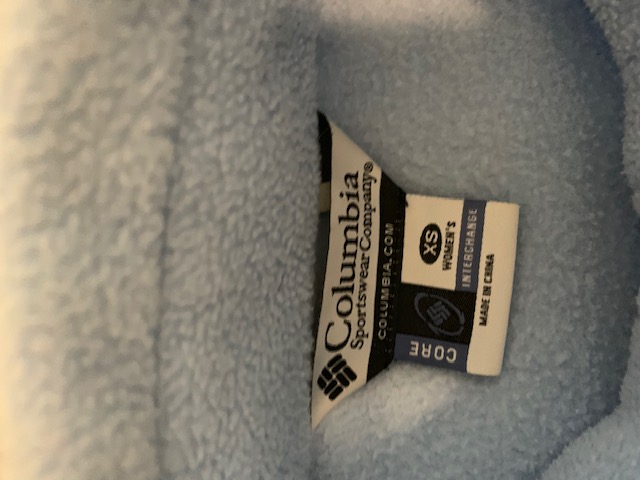 Columbia
Sportswear Company®
COLUMBIA.COM
XS
WOMEN'S
INTERCHANGE
CORE
MADE IN CHINA